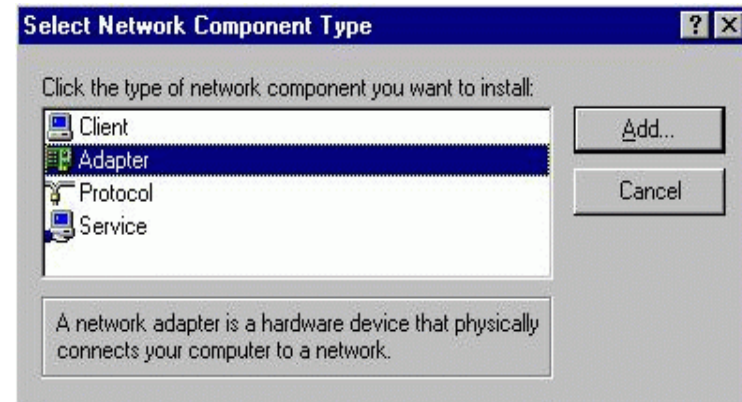 Select Network Component Type
Click the type of network component you want to install:
Client
Add...
Adapter
Protocol
Cancel
Service
A network adapter is a hardware device that physically
connects your computer to a network.